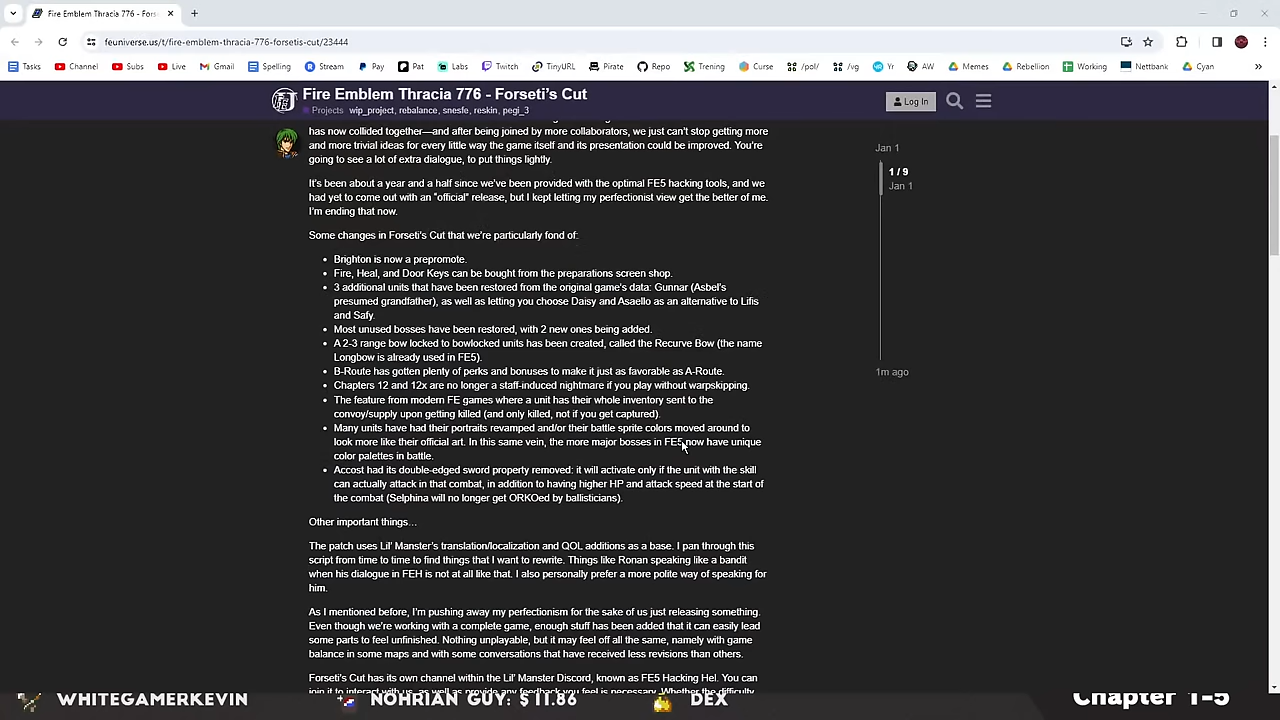 Fire Emblem Thracia 776 - Fors
feuniverse.us/t/fire-emblem-thracia-776-forsetis-cut/23444
Tasks Channel Subs Live Gmail Spelling Stream Pay Pat Labs Twitch TinyURL Pirate Repo Trening Curse /pol/ /vg Yr AW Memes Rebellion Working Nettbank Cyan »
Fire Emblem Thracia 776 - Forseti's Cut
Projects wip_project, rebalance, snesfe, reskin, pegi_3
Log In
has now collided together—and after being joined by more collaborators, we just can't stop getting more
and more trivial ideas for every little way the game itself and its presentation could be improved. You're
going to see a lot of extra dialogue, to put things lightly.
It's been about a year and a half since we've been provided with the optimal FE5 hacking tools, and we
had yet to come out with an "official" release, but I kept letting my perfectionist view get the better of me.
I'm ending that now.
Some changes in Forseti's Cut that we're particularly fond of:
• Brighton is now a prepromote.
• Fire, Heal, and Door Keys can be bought from the preparations screen shop.
• 3 additional units that have been restored from the original game's data: Gunnar (Asbel's
presumed grandfather), as well as letting you choose Daisy and Asaello as an alternative to Lifis
and Safy.
• Most unused bosses have been restored, with 2 new ones being added.
• A 2-3 range bow locked to bowlocked units has been created, called the Recurve Bow (the name
Longbow is already used in FE5).
• B-Route has gotten plenty of perks and bonuses to make it just as favorable as A-Route.
• Chapters 12 and 12x are no longer a staff-induced nightmare if you play without warpskipping.
• The feature from modern FE games where a unit has their whole inventory sent to the
convoy/supply upon getting killed (and only killed, not if you get captured).
• Many units have had their portraits revamped and/or their battle sprite colors moved around to
look more like their official art. In this same vein, the more major bosses in FE5 now have unique
color palettes in battle.
• Accost had its double-edged sword property removed: it will activate only if the unit with the skill
can actually attack in that combat, in addition to having higher HP and attack speed at the start of
the combat (Selphina will no longer get ORKOed by ballisticians).
Other important things...
The patch uses Lil' Manster's translation/localization and QOL additions as a base. I pan through this
script from time to time to find things that I want to rewrite. Things like Ronan speaking like a bandit
when his dialogue in FEH is not at all like that. I also personally prefer a more polite way of speaking for
him.
As I mentioned before, I'm pushing away my perfectionism for the sake of us just releasing something.
Even though we're working with a complete game, enough stuff has been added that it can easily lead
some parts to feel unfinished. Nothing unplayable, but it may feel off all the same, namely with game
balance in some maps and with some conversations that have received less revisions than others.
Forseti's Cut has its own channel within the Lil' Manster Discord, known as FE5 Hacking Hel. You can
join it to interact with us, as well as provide any feedback you feel is necessary. Whether the difficulty
Jan 1
1 / 9
Jan 1
1m ago
WHITEGAMERKEVIN NOHRIAN GUY: $11.86 DEX Chapter 1-5